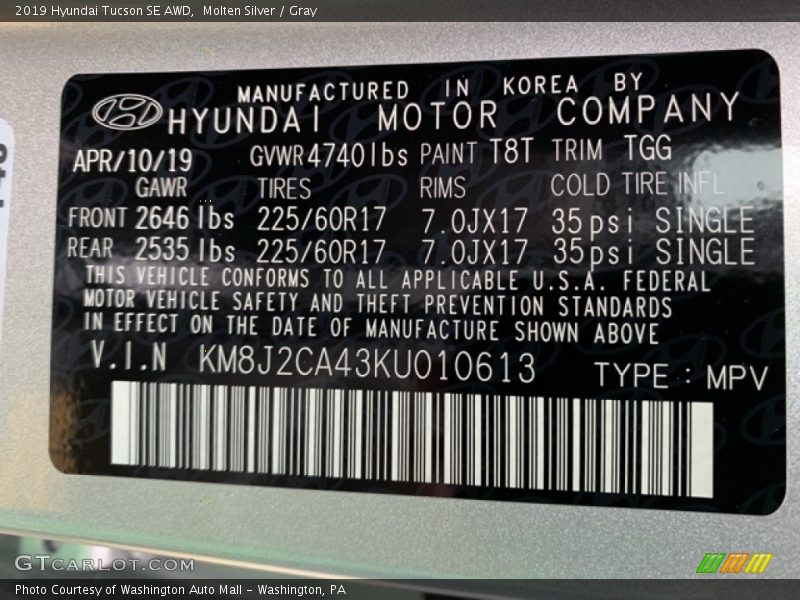 2019 Hyundai Tucson SE AWD,  Molten Silver / Gray
MANUFACTURED IN KOREA BY
HYUNDAI MOTOR COMPANY
APR/10/19 GVWR 4740lbs PAINT T8T TRIM TGG
GAWR TIRES RIMS COLD TIRE INFL
FRONT 2646 lbs 225/60R17 7.0JX17 35psi SINGLE
REAR 2535 lbs 225/60R17 7.0JX17 35psi SINGLE
THIS VEHICLE CONFORMS TO ALL APPLICABLE U.S.A. FEDERAL
MOTOR VEHICLE SAFETY AND THEFT PREVENTION STANDARDS
IN EFFECT ON THE DATE OF MANUFACTURE SHOWN ABOVE
V.I.N KM8J2CA43KU010613 TYPE : MPV
GTcarlot.com
Photo Courtesy of Washington Auto Mall - Washington, PA